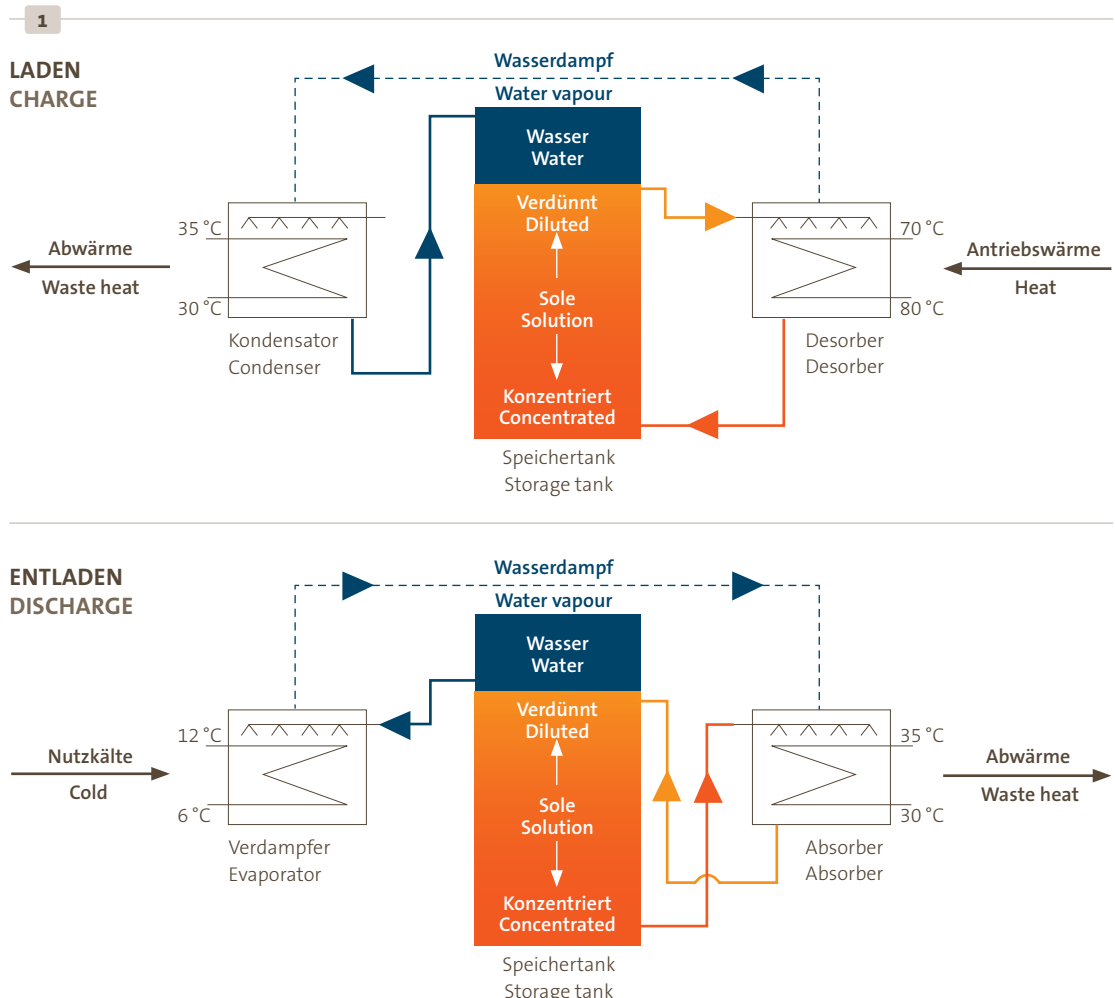 1
LADEN
CHARGE
Wasserdampf
Water vapour
Wasser
Water
Verdünnt
Diluted
Sole
Solution
Konzentriert
Concentrated
Speichertank
Storage tank
35 °C
30 °C
Abwärme
Waste heat
Kondensator
Condenser
70 °C
80 °C
Antriebswärme
Heat
Desorber
Desorber
ENTLADEN
DISCHARGE
Wasserdampf
Water vapour
Wasser
Water
Verdünnt
Diluted
Sole
Solution
Konzentriert
Concentrated
Speichertank
Storage tank
12 °C
6 °C
Nutzkälte
Cold
Verdampfer
Evaporator
35 °C
30 °C
Abwärme
Waste heat
Absorber
Absorber